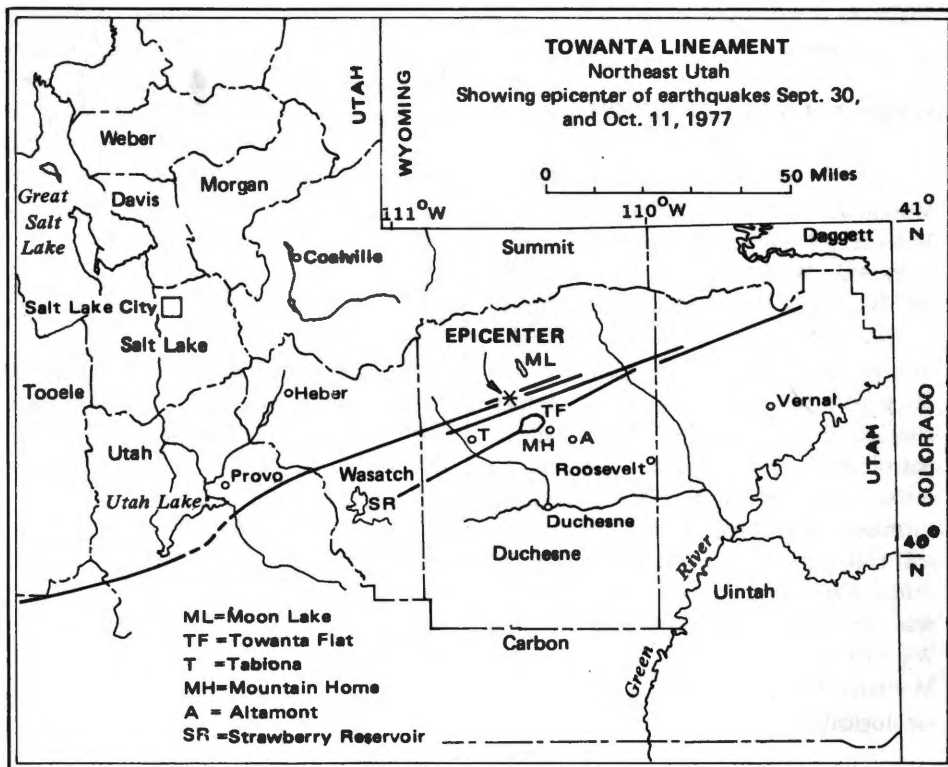 TOWANTA LINEAMENT
Northeast Utah
Showing epicenter of earthquakes Sept. 30,
and Oct. 11, 1977
0 50 Miles
UTAH
WYOMING
111°W
110°W
41°
N
Weber
Great
Salt
Lake
Davis
Morgan
Summit
Daggett
Coalville
Salt Lake City
Salt Lake
EPICENTER
ML
Tooele
Heber
TF
Vernal
T
MH
A
Utah
Wasatch
Roosevelt
UTAH
COLORADO
Provo
Utah Lake
SR
Duchesne
40°
N
Duchesne
River
Uintah
Green
Carbon
ML=Moon Lake
TF =Towanta Flat
T =Tabiona
MH=Mountain Home
A = Altamont
SR =Strawberry Reservoir